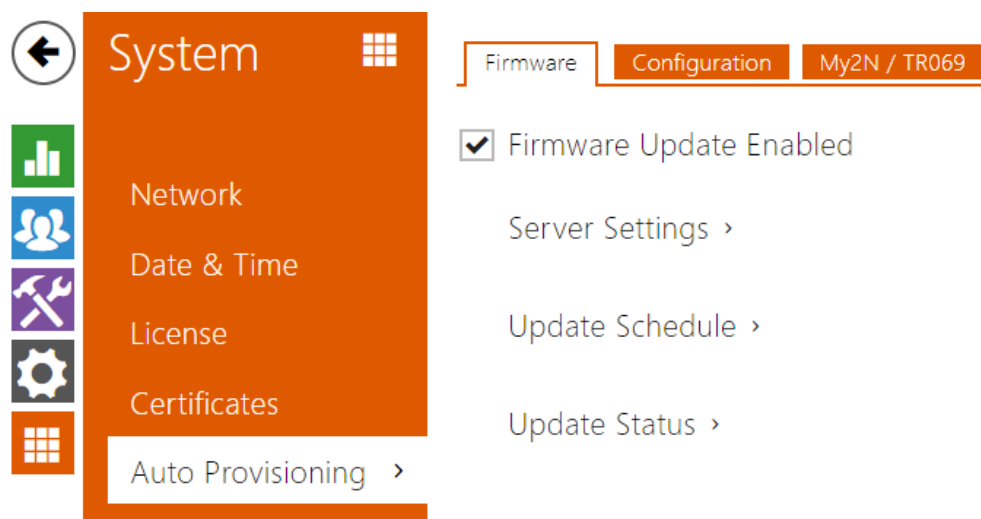 System
Network
Date & Time
License
Certificates
Auto Provisioning ›
Firmware Configuration My2N / TR069
Firmware Update Enabled
Server Settings ›
Update Schedule ›
Update Status ›